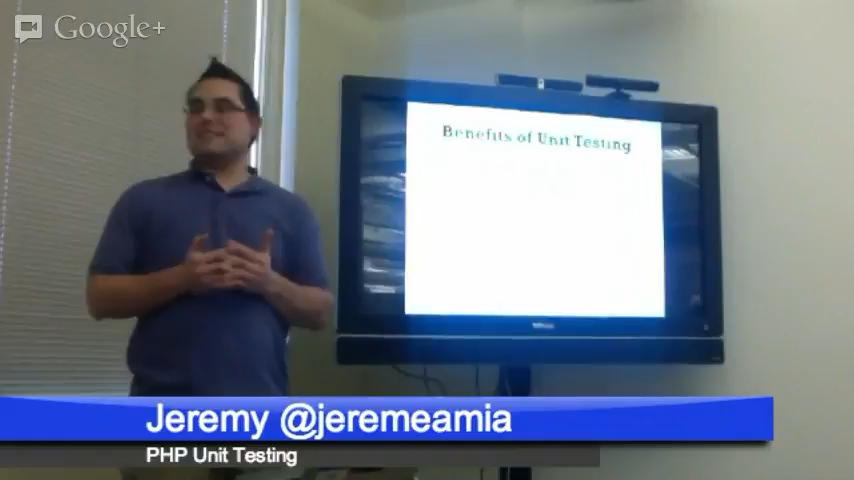 Google+
Benefits of Unit Testing
Jeremy @jeremeamia
PHP Unit Testing